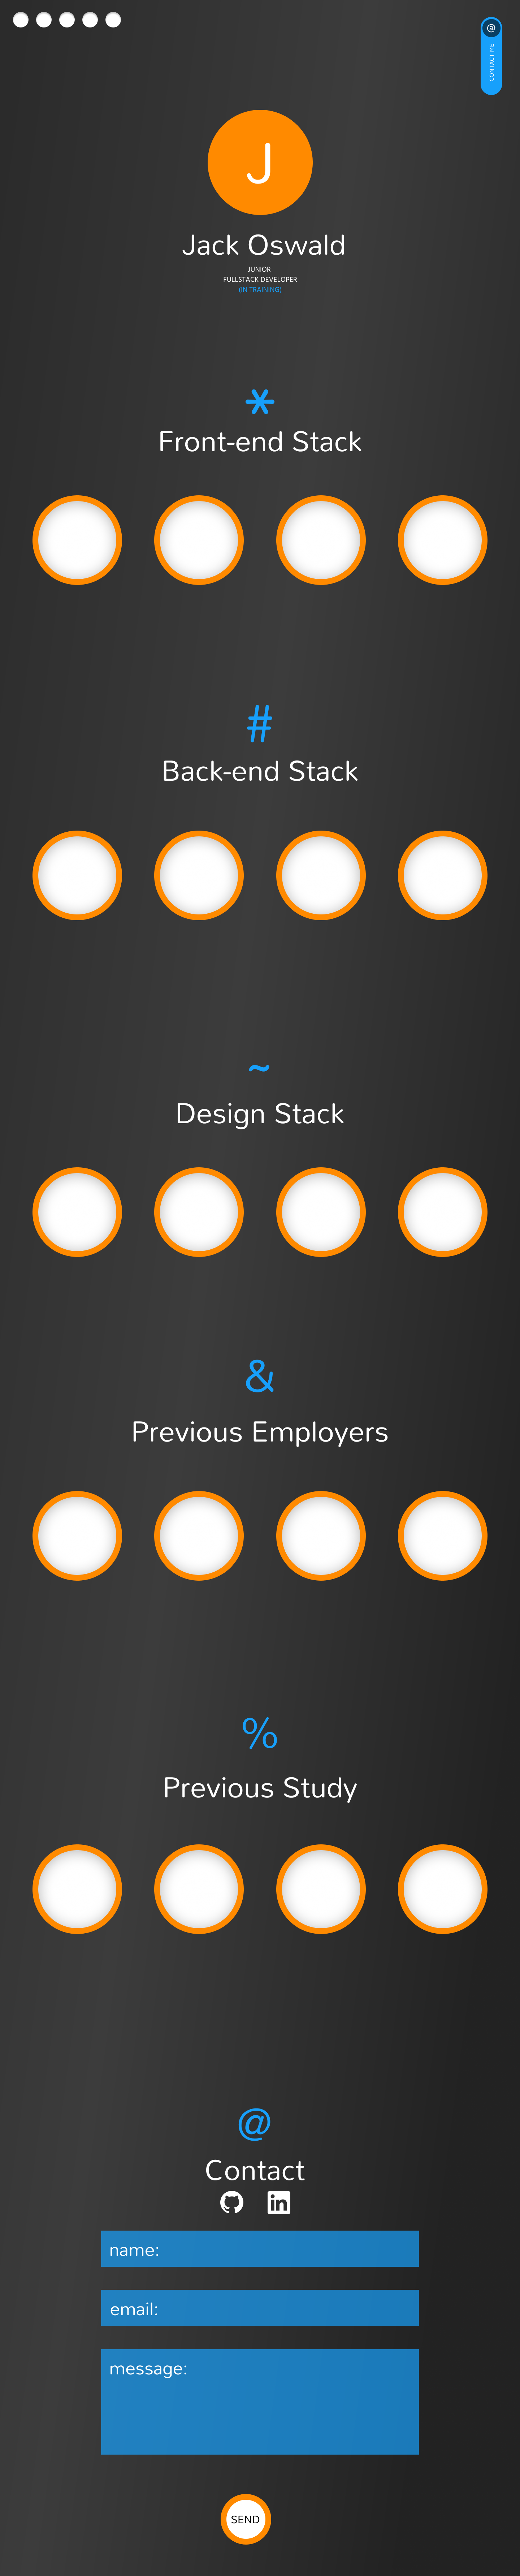 @
CONTACT ME
J
Jack Oswald
JUNIOR
FULLSTACK DEVELOPER
(IN TRAINING)
*
Front-end Stack
#
Back-end Stack
~
Design Stack
&
Previous Employers
%
Previous Study
@
Contact
in
name:
email:
message:
SEND